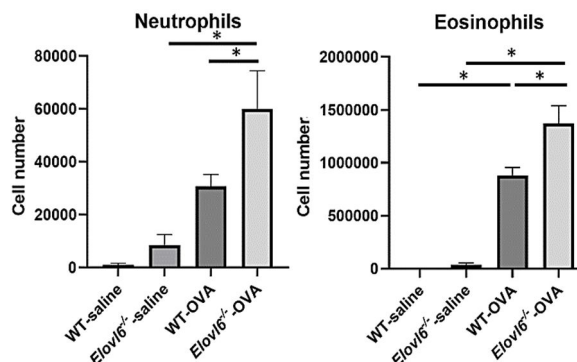 Neutrophils
*
*
Cell number
80000
60000
40000
20000
0
WT-saline
Elovl6-/--saline
WT-OVA
Elovl6-/--OVA
Eosinophils
*
*
*
Cell number
2000000
1500000
1000000
500000
0
WT-saline
Elovl6-/--saline
WT-OVA
Elovl6-/--OVA